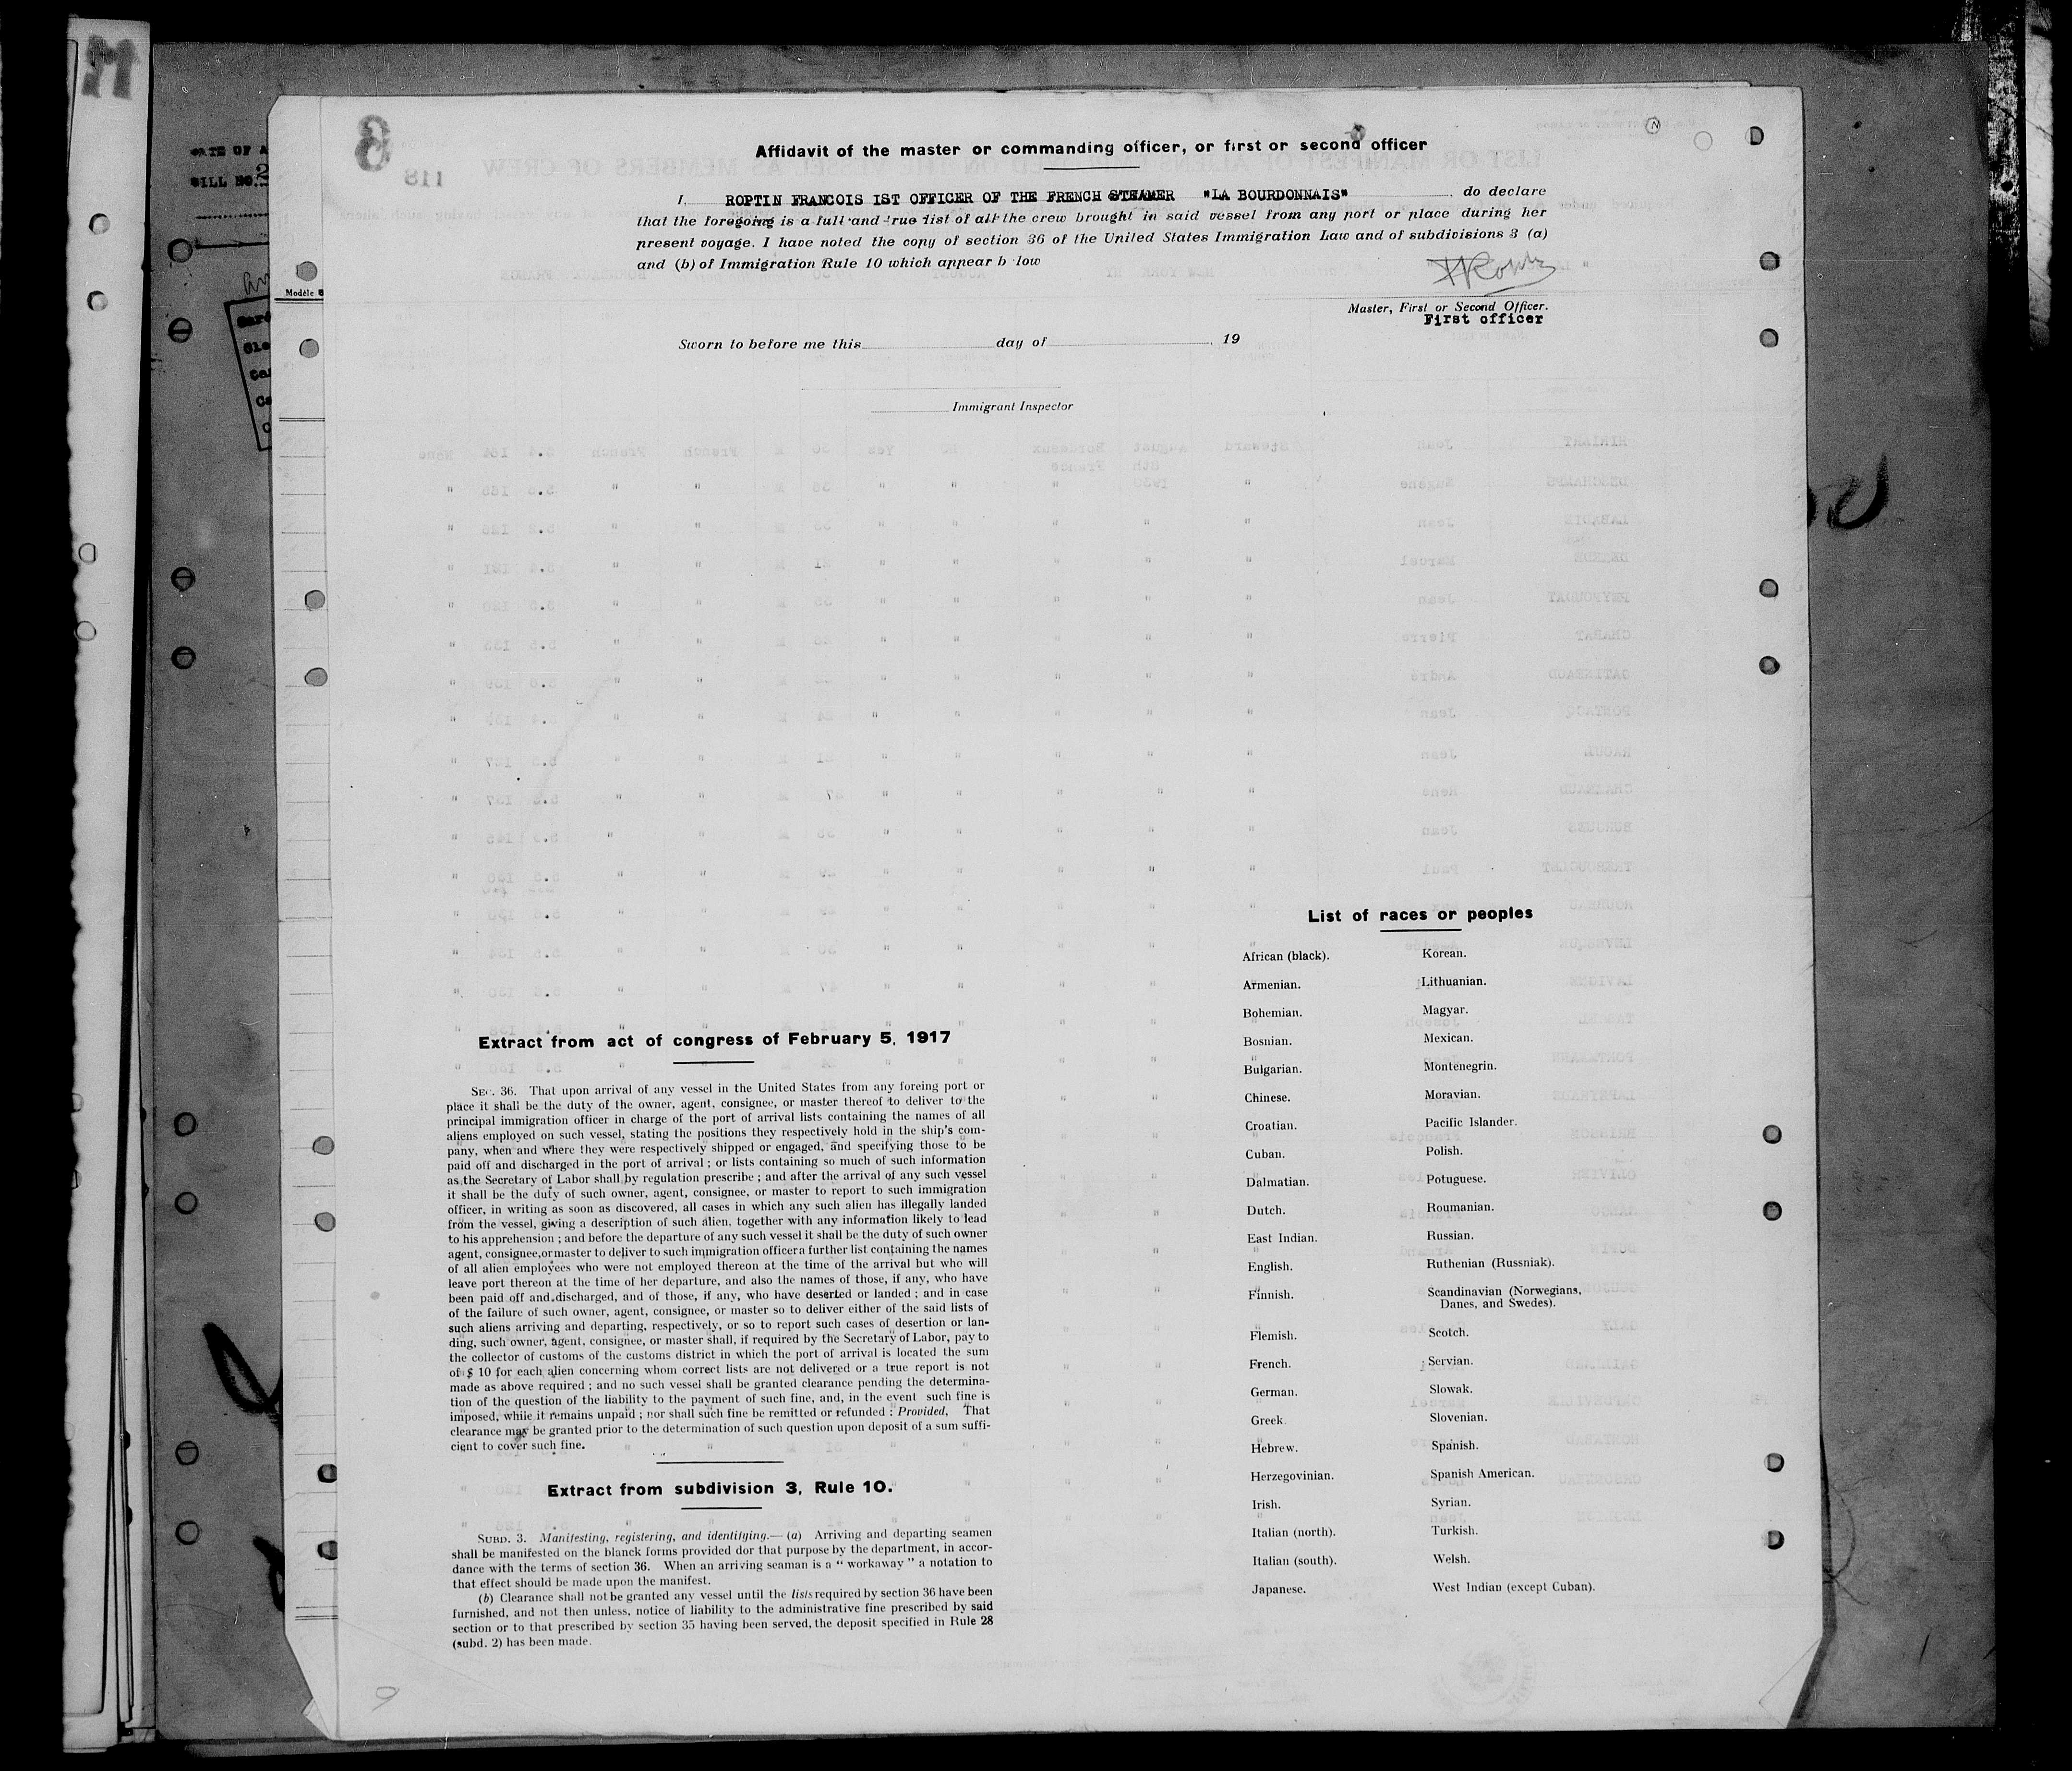 Affidavit of the master or commanding officer, or first or second officer
I, ROPTIN FRANCOIS IST OFFICER OF THE FRENCH STEAMER "LA BOURDONNAIS" do declare
that the foregoing is a full and true list of all the crew brought in said vessel from any port or place during her
present voyage. I have noted the copy of section 36 of the United States Immigration Law and of subdivisions 3 (a)
and (b) of Immigration Rule 10 which appear b low
Master, First or Second Officer.
First officer
Sworn to before me this day of , 19
Immigrant Inspector
Modèle
List of races or peoples
African (black). Korean.
Armenian. Lithuanian.
Bohemian. Magyar.
Bosnian. Mexican.
Bulgarian. Montenegrin.
Chinese. Moravian.
Croatian. Pacific Islander.
Cuban. Polish.
Dalmatian. Potuguese.
Dutch. Roumanian.
East Indian. Russian.
English. Ruthenian (Russniak).
Finnish. Scandinavian (Norwegians,
Danes, and Swedes).
Flemish. Scotch.
French. Servian.
German. Slowak.
Greek. Slovenian.
Hebrew. Spanish.
Herzegovinian. Spanish American.
Irish. Syrian.
Italian (north). Turkish.
Italian (south). Welsh.
Japanese. West Indian (except Cuban).
Extract from act of congress of February 5, 1917
SEC. 36. That upon arrival of any vessel in the United States from any foreing port or
place it shall be the duty of the owner, agent, consignee, or master thereof to deliver to the
principal immigration officer in charge of the port of arrival lists containing the names of all
aliens employed on such vessel, stating the positions they respectively hold in the ship's com-
pany, when and where they were respectively shipped or engaged, and specifying those to be
paid off and discharged in the port of arrival ; or lists containing so much of such information
as the Secretary of Labor shall by regulation prescribe ; and after the arrival of any such vessel
it shall be the duty of such owner, agent, consignee, or master to report to such immigration
officer, in writing as soon as discovered, all cases in which any such alien has illegally landed
from the vessel, giving a description of such alien, together with any information likely to lead
to his apprehension ; and before the departure of any such vessel it shall be the duty of such owner
agent, consignee, or master to deliver to such immigration officer a further list containing the names
of all alien employees who were not employed thereon at the time of the arrival but who will
leave port thereon at the time of her departure, and also the names of those, if any, who have
been paid off and discharged, and of those, if any, who have deserted or landed ; and in case
of the failure of such owner, agent, consignee, or master so to deliver either of the said lists of
such aliens arriving and departing, respectively, or so to report such cases of desertion or lan-
ding, such owner, agent, consignee, or master shall, if required by the Secretary of Labor, pay to
the collector of customs of the customs district in which the port of arrival is located the sum
of $ 10 for each alien concerning whom correct lists are not delivered or a true report is not
made as above required ; and no such vessel shall be granted clearance pending the determina-
tion of the question of the liability to the payment of such fine, and, in the event such fine is
imposed, while it remains unpaid ; nor shall such fine be remitted or refunded : Provided, That
clearance may be granted prior to the determination of such question upon deposit of a sum suffi-
cient to cover such fine.
Extract from subdivision 3, Rule 10.
SUBD. 3. Manifesting, registering, and identifying.— (a) Arriving and departing seamen
shall be manifested on the blanck forms provided dor that purpose by the department, in accor-
dance with the terms of section 36. When an arriving seaman is a “ workaway ” a notation to
that effect should be made upon the manifest.
(b) Clearance shall not be granted any vessel until the lists required by section 36 have been
furnished, and not then unless, notice of liability to the administrative fine prescribed by said
section or to that prescribed by section 35 having been served, the deposit specified in Rule 28
(subd. 2) has been made.